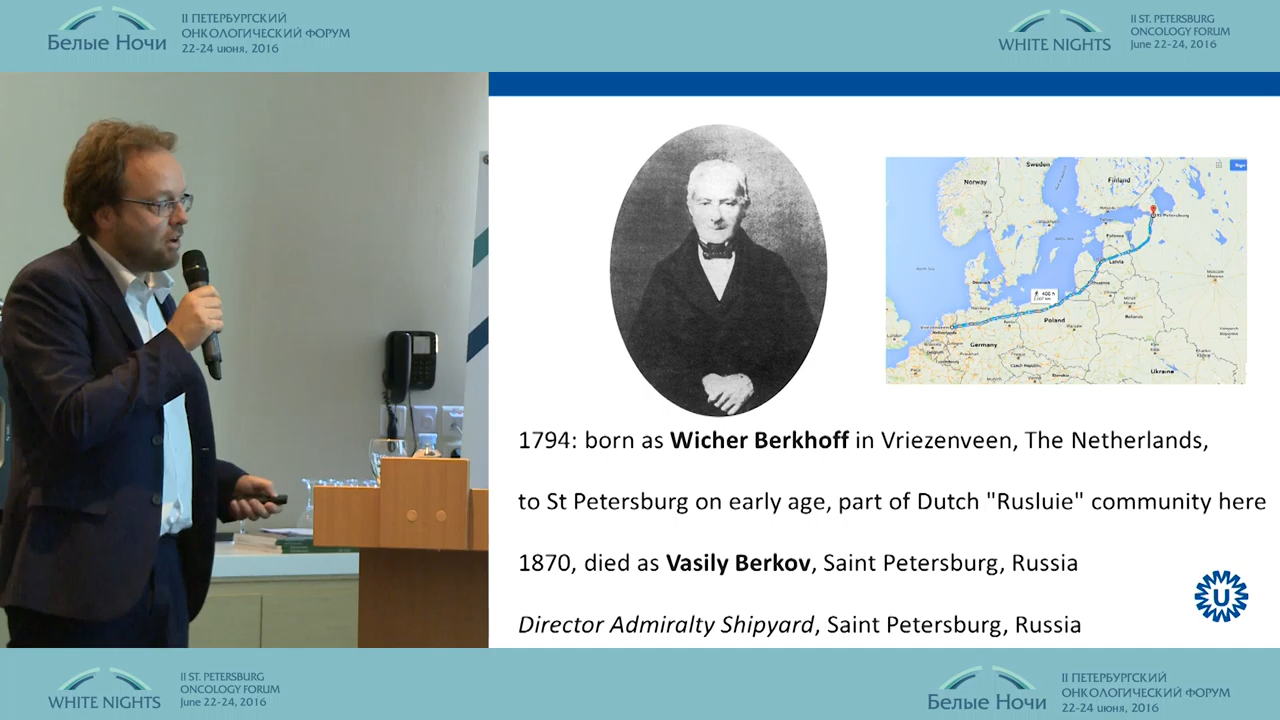 Белые Ночи
II ПЕТЕРБУРГСКИЙ
ОНКОЛОГИЧЕСКИЙ ФОРУМ
22-24 июня, 2016
WHITE NIGHTS
II ST. PETERSBURG
ONCOLOGY FORUM
June 22-24, 2016
Sweden
Norway
Finland
St Petersburg
Latvia
Lithuania
Poland
Germany
Ukraine
1794: born as Wicher Berkhoff in Vriezenveen, The Netherlands,
to St Petersburg on early age, part of Dutch "Rusluie" community here
1870, died as Vasily Berkov, Saint Petersburg, Russia
Director Admiralty Shipyard, Saint Petersburg, Russia
U
WHITE NIGHTS
II ST. PETERSBURG
ONCOLOGY FORUM
June 22-24, 2016
Белые Ночи
II ПЕТЕРБУРГСКИЙ
ОНКОЛОГИЧЕСКИЙ ФОРУМ
22-24 июня, 2016